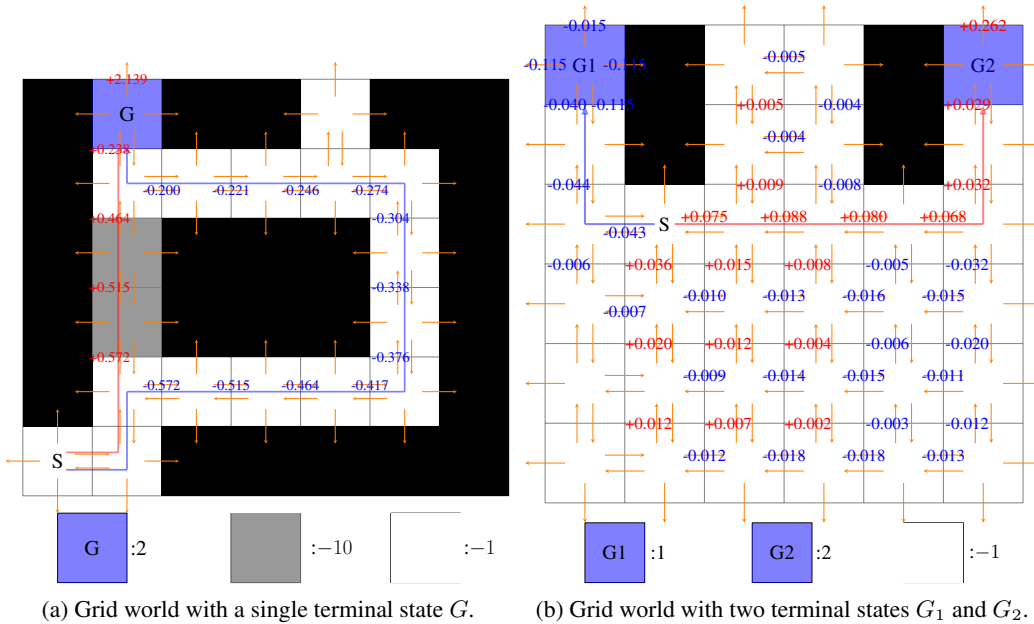 +2.139
G
+0.238
-0.200 -0.221 -0.246 -0.274
+0.464 -0.304
+0.515 -0.338
+0.572 -0.376
-0.572 -0.515 -0.464 -0.417
S
G :2 :−10 :−1
(a) Grid world with a single terminal state G.
-0.015 +0.262
-0.115 G1 -0.115 -0.005 G2
-0.040 -0.115 +0.005 -0.004 +0.029
-0.004
-0.044 +0.009 -0.008 +0.032
-0.043 S +0.075 +0.088 +0.080 +0.068
-0.006 +0.036 +0.015 +0.008 -0.005 -0.032
-0.007 -0.010 -0.013 -0.016 -0.015
+0.020 +0.012 +0.004 -0.006 -0.020
-0.009 -0.014 -0.015 -0.011
+0.012 +0.007 +0.002 -0.003 -0.012
-0.012 -0.018 -0.018 -0.013
G1 :1 G2 :2 :−1
(b) Grid world with two terminal states G1 and G2.